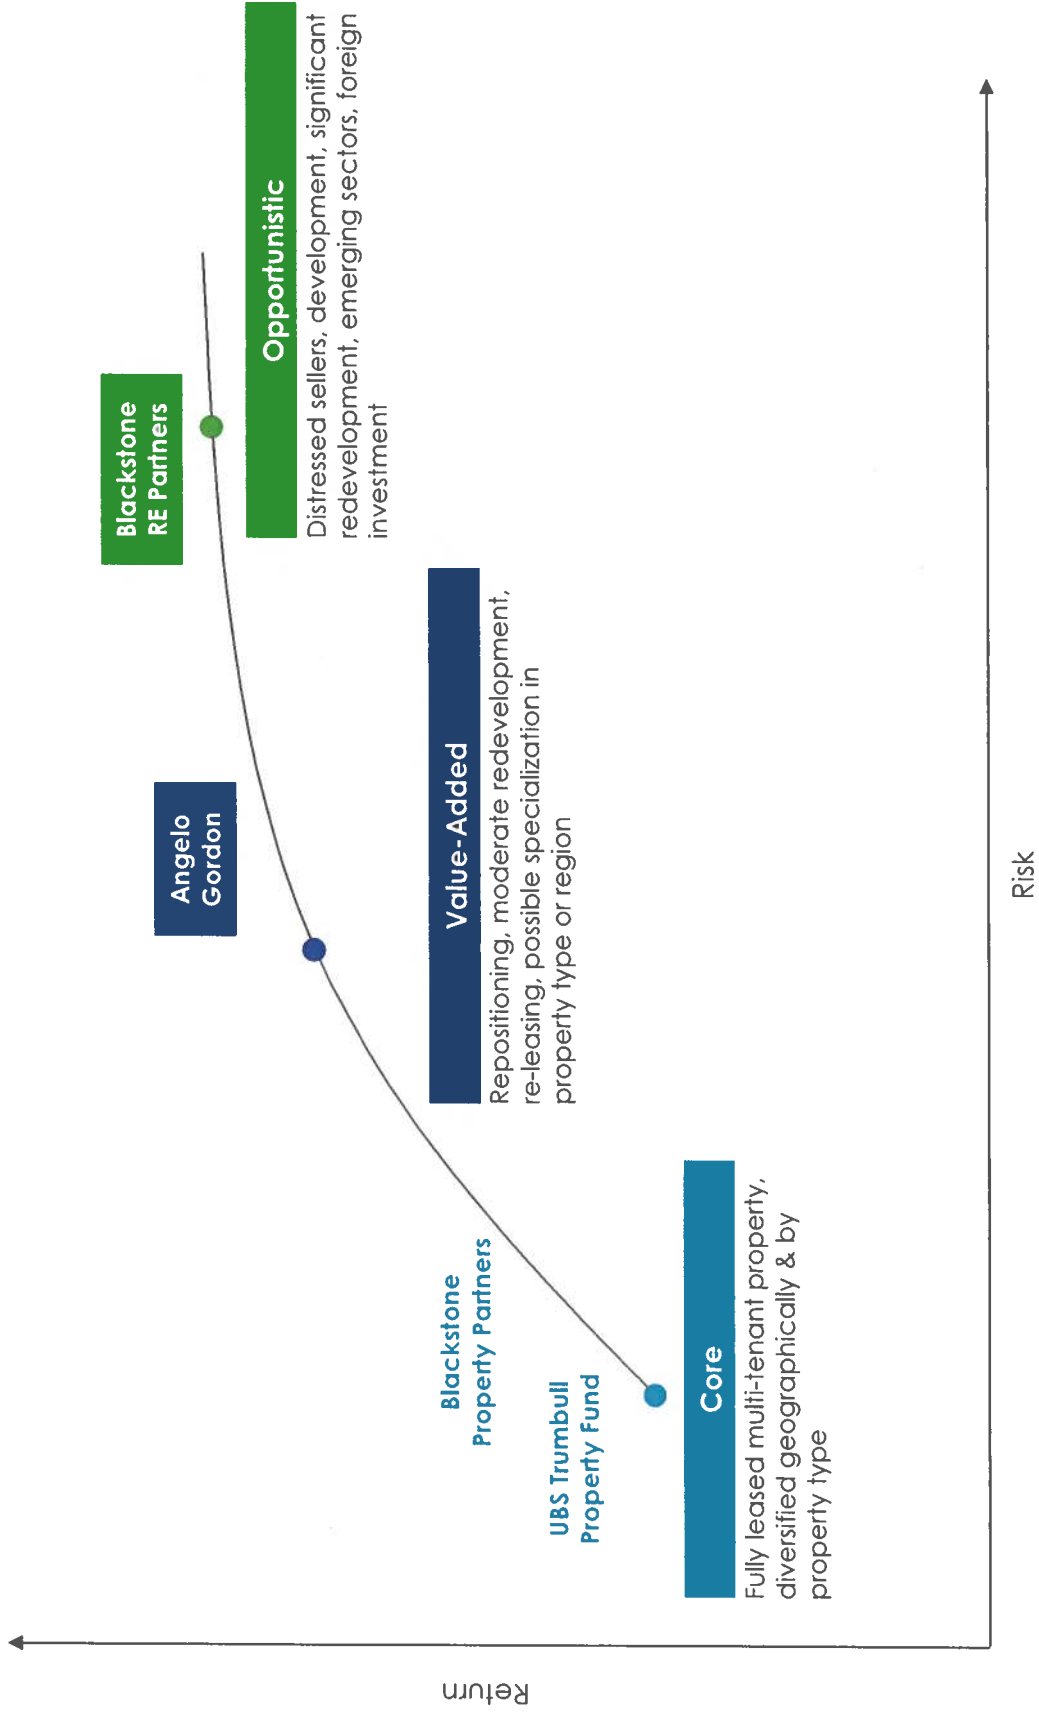 Blackstone
RE Partners
Angelo
Gordon
Opportunistic
Distressed sellers, development, significant
redevelopment, emerging sectors, foreign
investment
Value-Added
Repositioning, moderate redevelopment,
re-leasing, possible specialization in
property type or region
Blackstone
Property Partners
UBS Trumbull
Property Fund
Core
Fully leased multi-tenant property,
diversified geographically & by
property type
Return
Risk